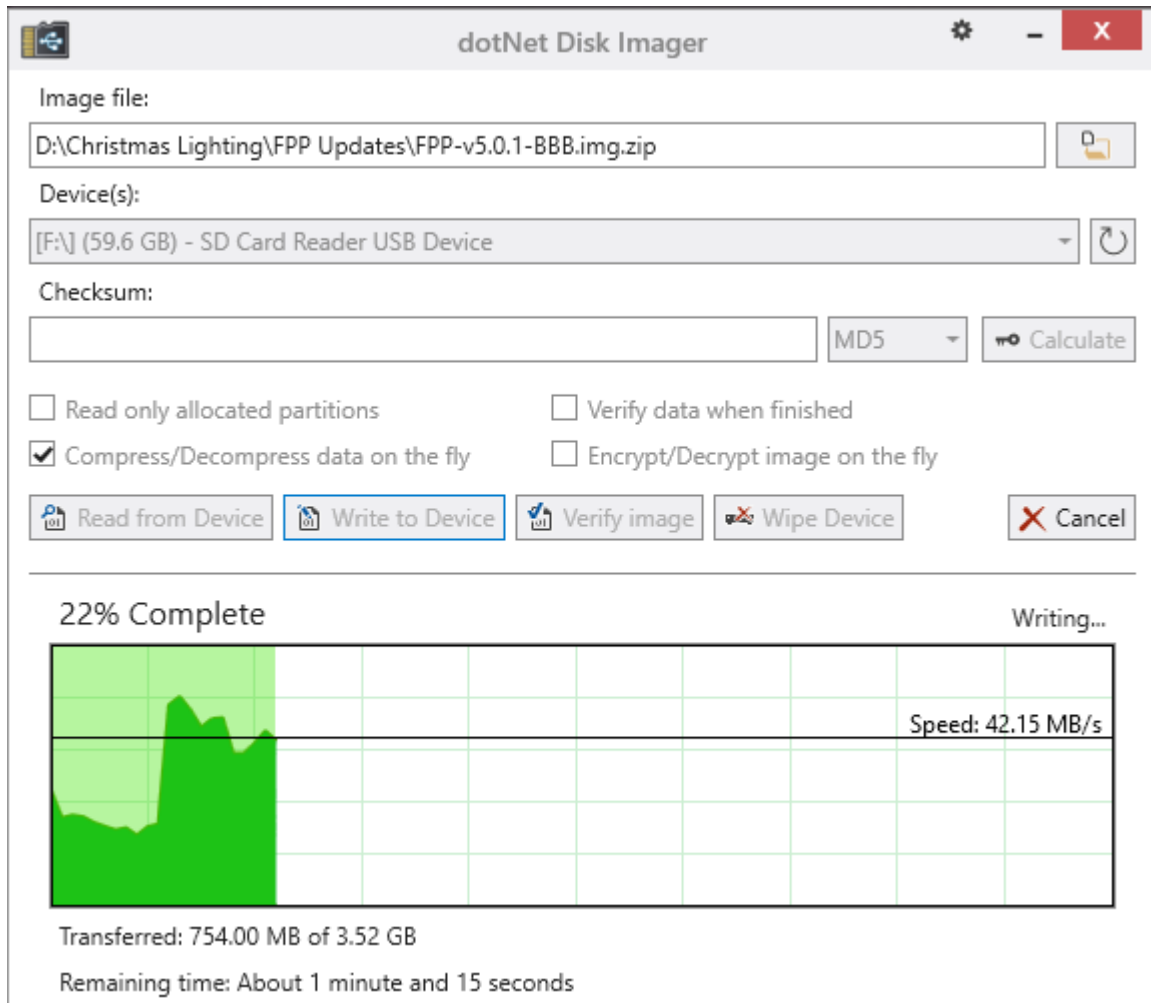 dotNet Disk Imager
Image file:
D:\Christmas Lighting\FPP Updates\FPP-v5.0.1-BBB.img.zip
Device(s):
[F:\] (59.6 GB) - SD Card Reader USB Device
Checksum:
MD5 Calculate
Read only allocated partitions Verify data when finished
Compress/Decompress data on the fly Encrypt/Decrypt image on the fly
Read from Device Write to Device Verify image Wipe Device Cancel
22% Complete Writing...
Speed: 42.15 MB/s
Transferred: 754.00 MB of 3.52 GB
Remaining time: About 1 minute and 15 seconds